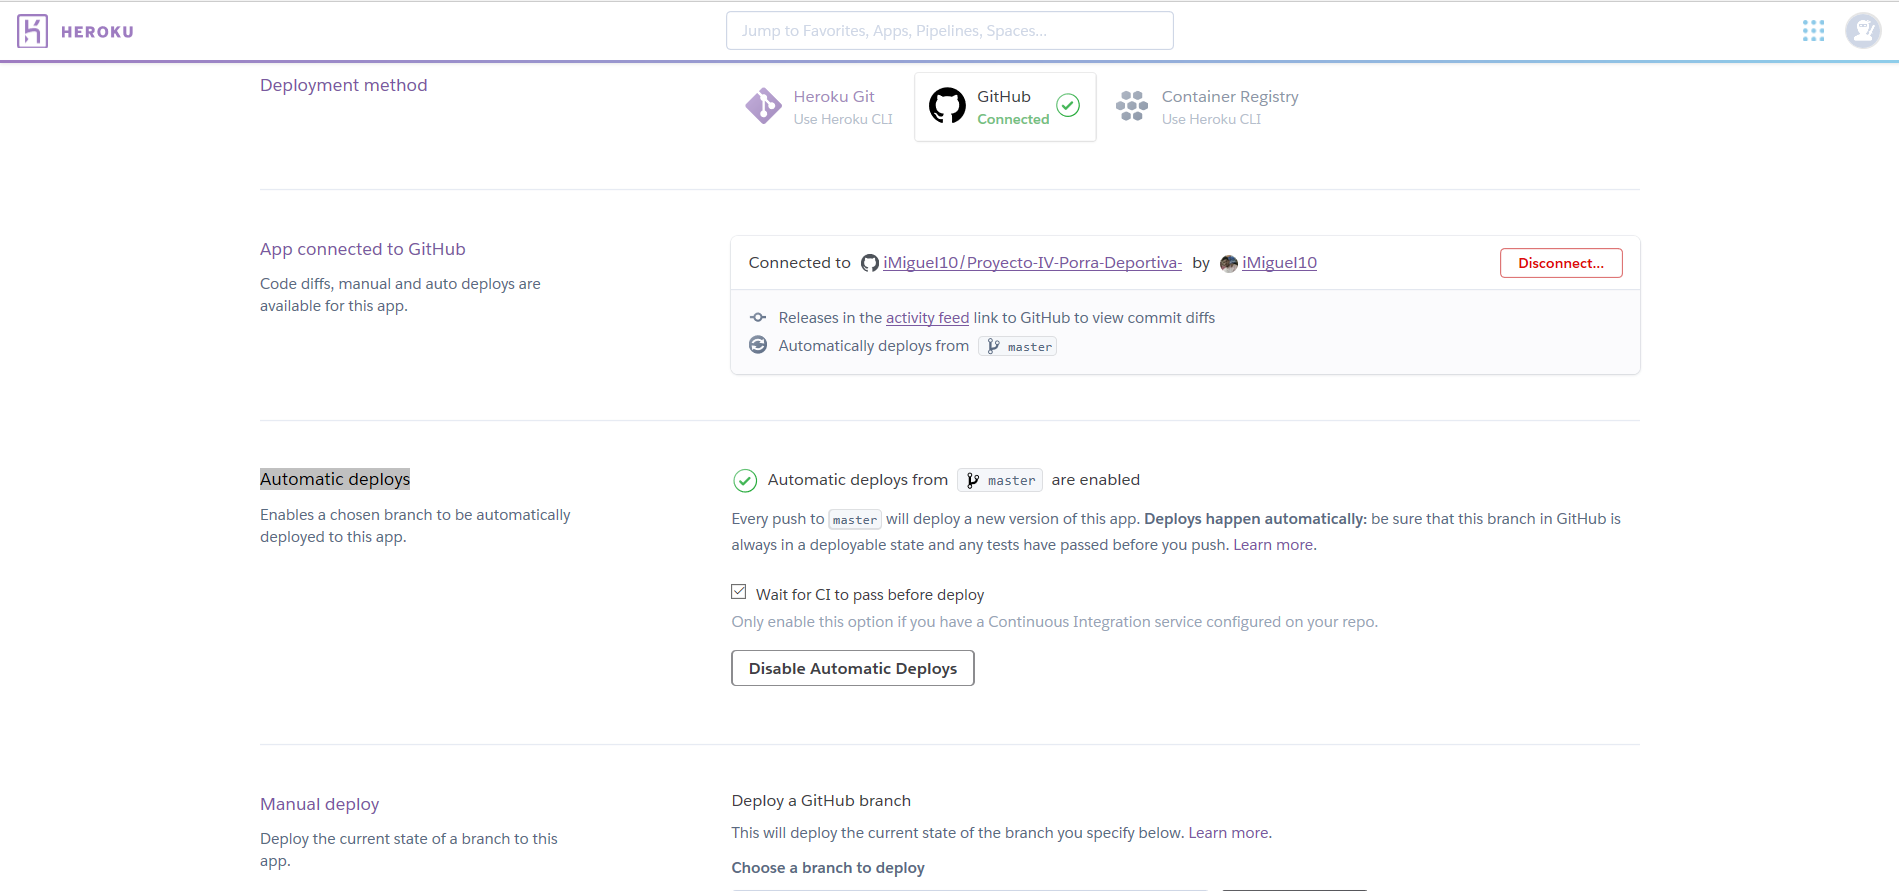 HEROKU
Jump to Favorites, Apps, Pipelines, Spaces...
Deployment method
Heroku Git
Use Heroku CLI
GitHub
Connected
Container Registry
Use Heroku CLI
App connected to GitHub
Code diffs, manual and auto deploys are
available for this app.
Connected to iMiguel10/Proyecto-IV-Porra-Deportiva- by iMiguel10
Disconnect...
Releases in the activity feed link to GitHub to view commit diffs
Automatically deploys from master
Automatic deploys
Enables a chosen branch to be automatically
deployed to this app.
Automatic deploys from master are enabled
Every push to master will deploy a new version of this app. Deploys happen automatically: be sure that this branch in GitHub is
always in a deployable state and any tests have passed before you push. Learn more.
Wait for CI to pass before deploy
Only enable this option if you have a Continuous Integration service configured on your repo.
Disable Automatic Deploys
Manual deploy
Deploy the current state of a branch to this
app.
Deploy a GitHub branch
This will deploy the current state of the branch you specify below. Learn more.
Choose a branch to deploy